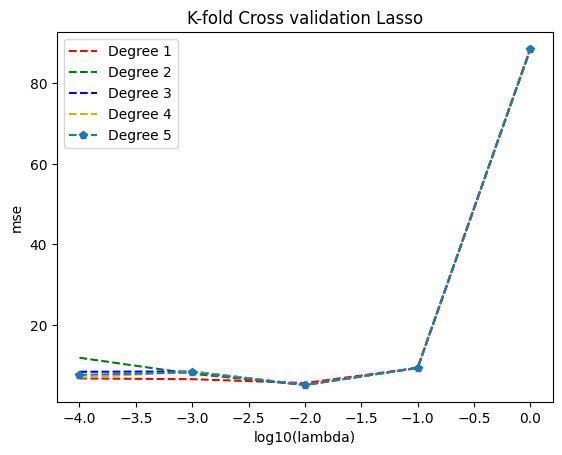 K-fold Cross validation Lasso
Degree 1
Degree 2
Degree 3
Degree 4
Degree 5
80
60
40
20
mse
−4.0 −3.5 −3.0 −2.5 −2.0 −1.5 −1.0 −0.5 0.0
log10(lambda)